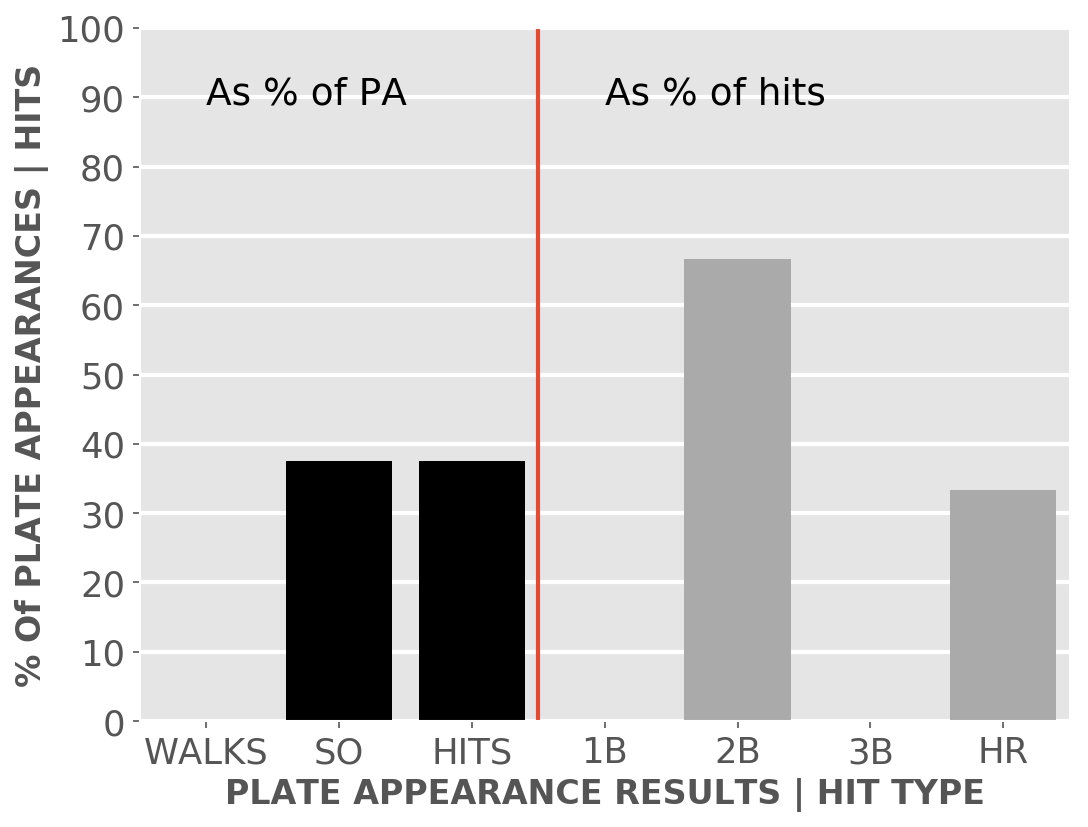 % Of PLATE APPEARANCES | HITS
100
90
80
70
60
50
40
30
20
10
0
As % of PA
As % of hits
WALKS SO HITS 1B 2B 3B HR
PLATE APPEARANCE RESULTS | HIT TYPE